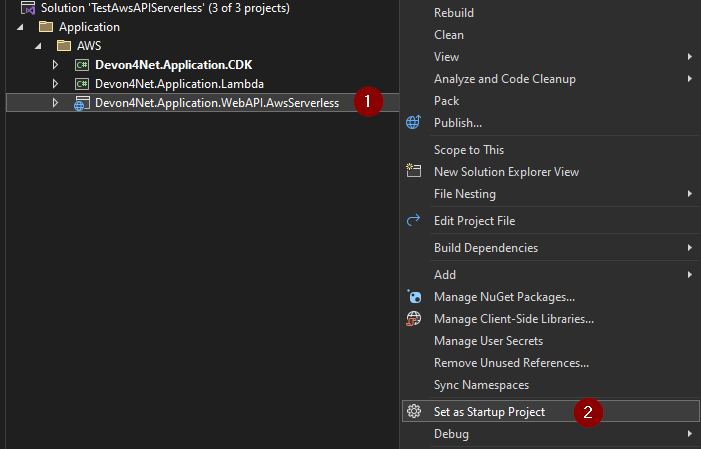 Solution 'TestAwsAPIServerless' (3 of 3 projects)
Application
AWS
Devon4Net.Application.CDK
Devon4Net.Application.Lambda
Devon4Net.Application.WebAPI.AwsServerless
1
Rebuild
Clean
View
Analyze and Code Cleanup
Pack
Publish...
Scope to This
New Solution Explorer View
File Nesting
Edit Project File
Build Dependencies
Add
Manage NuGet Packages...
Manage Client-Side Libraries...
Manage User Secrets
Remove Unused References...
Sync Namespaces
Set as Startup Project
2
Debug